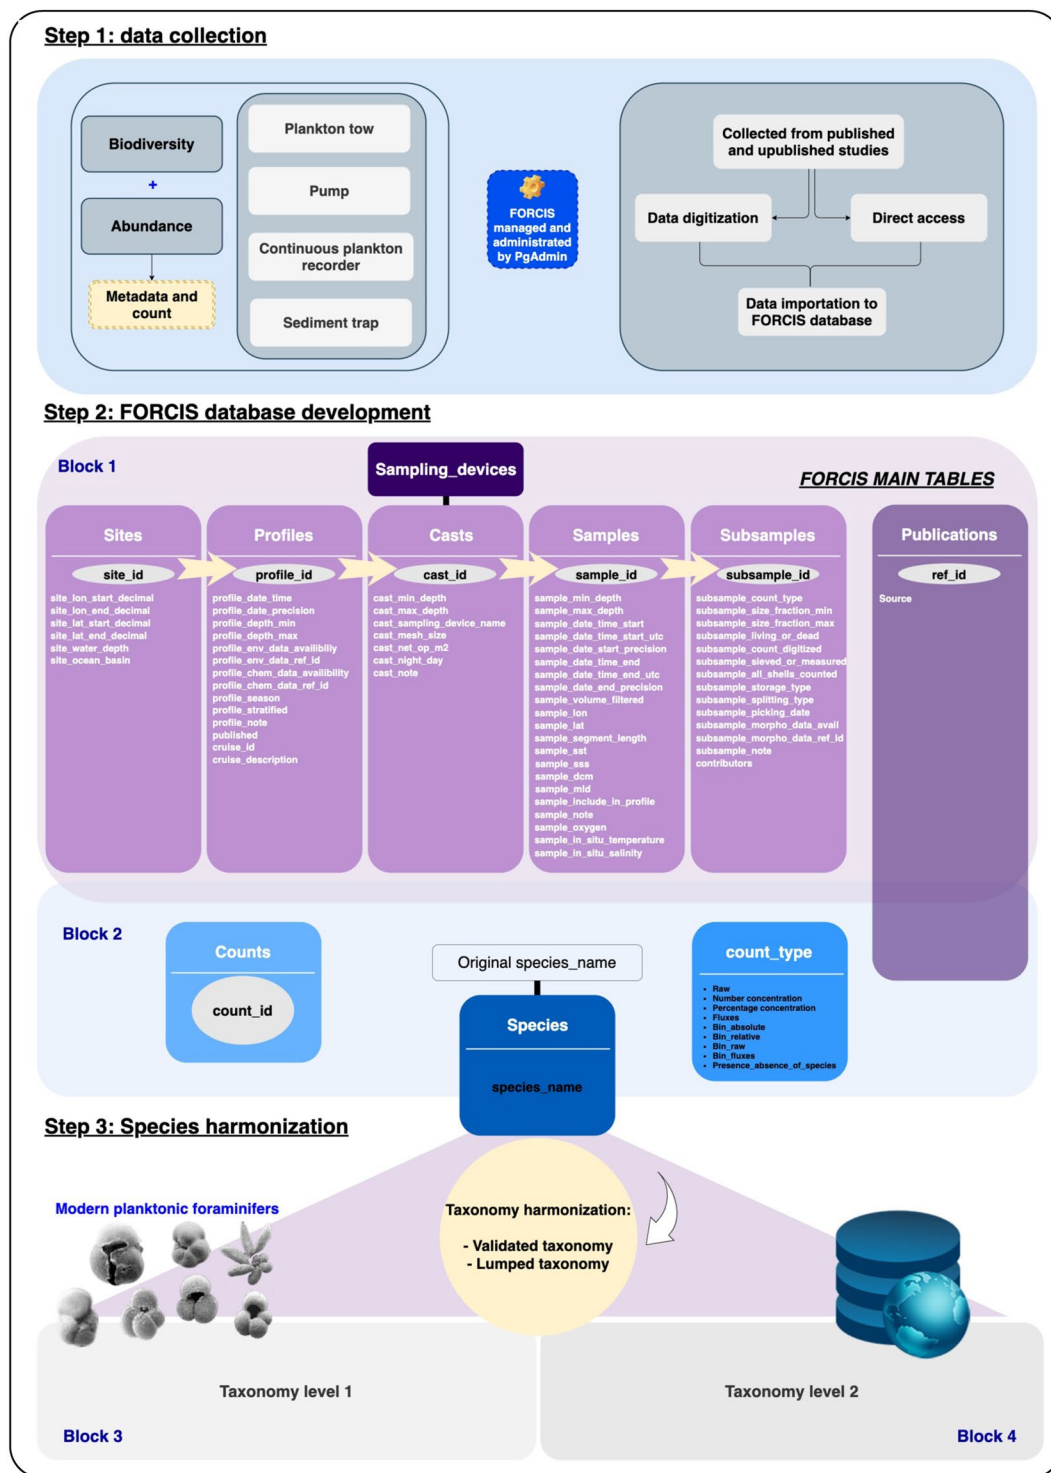 Step 1: data collection
Biodiversity
+
Abundance
Metadata and
count
Plankton tow
Pump
Continuous plankton
recorder
Sediment trap
FORCIS
managed and
administrated
by PgAdmin
Collected from published
and upublished studies
Data digitization
Direct access
Data importation to
FORCIS database
Step 2: FORCIS database development
Block 1
Sampling_devices
FORCIS MAIN TABLES
Sites
site_id
site_lon_start_decimal
site_lon_end_decimal
site_lat_start_decimal
site_lat_end_decimal
site_water_depth
site_ocean_basin
Profiles
profile_id
profile_date_time
profile_date_precision
profile_depth_min
profile_depth_max
profile_env_data_availibilly
profile_env_data_ref_id
profile_chem_data_availibility
profile_chem_data_ref_id
profile_season
profile_stratified
profile_note
published
cruise_id
cruise_description
Casts
cast_id
cast_min_depth
cast_max_depth
cast_sampling_device_name
cast_mesh_size
cast_net_op_m2
cast_night_day
cast_note
Samples
sample_id
sample_min_depth
sample_max_depth
sample_date_time_start
sample_date_time_start_utc
sample_date_start_precision
sample_date_time_end
sample_date_time_end_utc
sample_date_end_precision
sample_volume_filtered
sample_lon
sample_lat
sample_segment_length
sample_sst
sample_sss
sample_dcm
sample_mld
sample_include_in_profile
sample_note
sample_oxygen
sample_in_situ_temperature
sample_in_situ_salinity
Subsamples
subsample_id
subsample_count_type
subsample_size_fraction_min
subsample_size_fraction_max
subsample_living_or_dead
subsample_count_digitized
subsample_sieved_or_measured
subsample_all_shells_counted
subsample_storage_type
subsample_splitting_type
subsample_picking_date
subsample_morpho_data_avail
subsample_morpho_data_ref_id
subsample_note
contributors
Publications
ref_id
Source
Block 2
Counts
count_id
Original species_name
Species
species_name
count_type
• Raw
• Number concentration
• Percentage concentration
• Fluxes
• Bin_absolute
• Bin_relative
• Bin_raw
• Bin_fluxes
• Presence_absence_of_species
Step 3: Species harmonization
Modern planktonic foraminifers
Taxonomy harmonization:
- Validated taxonomy
- Lumped taxonomy
Taxonomy level 1
Taxonomy level 2
Block 3
Block 4